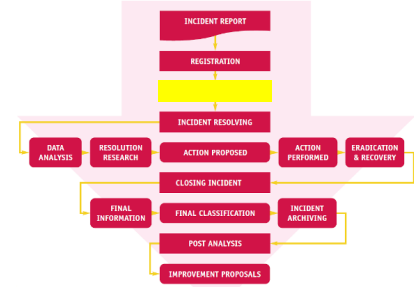 INCIDENT REPORT
REGISTRATION
INCIDENT RESOLVING
DATA
ANALYSIS
RESOLUTION
RESEARCH
ACTION PROPOSED
ACTION
PERFORMED
ERADICATION
& RECOVERY
CLOSING INCIDENT
FINAL
INFORMATION
FINAL CLASSIFICATION
INCIDENT
ARCHIVING
POST ANALYSIS
IMPROVEMENT PROPOSALS